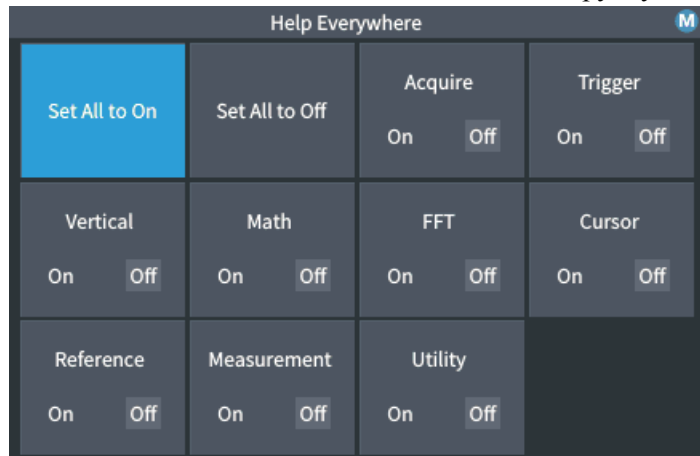 Help Everywhere M
Set All to On
Set All to Off
Acquire
On Off
Trigger
On Off
Vertical
On Off
Math
On Off
FFT
On Off
Cursor
On Off
Reference
On Off
Measurement
On Off
Utility
On Off